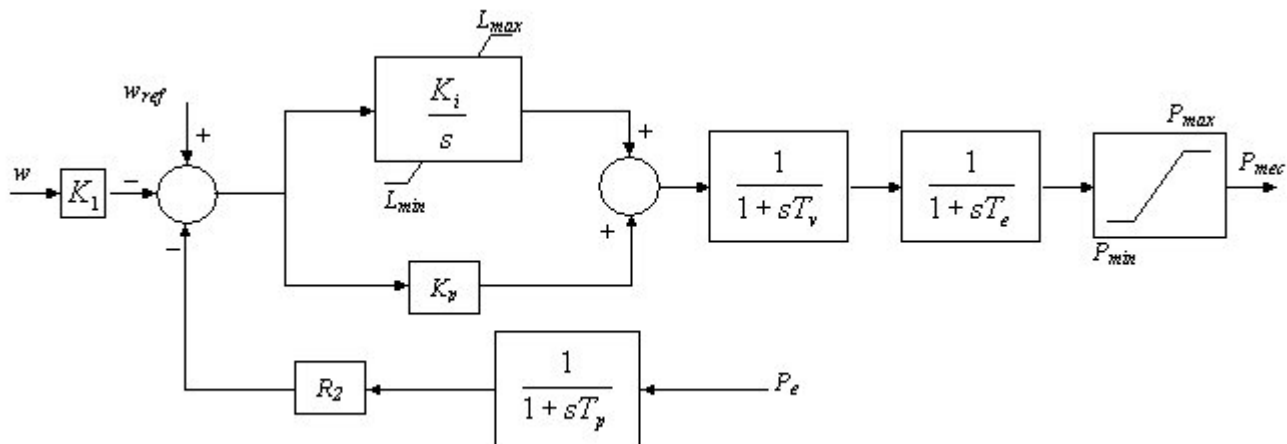 L_max
K_i
s
L_min
w_ref
+
w
K_1
−
−
+
+
K_p
1
1 + sT_v
1
1 + sT_e
P_max
P_mec
P_min
R_2
1
1 + sT_p
P_e